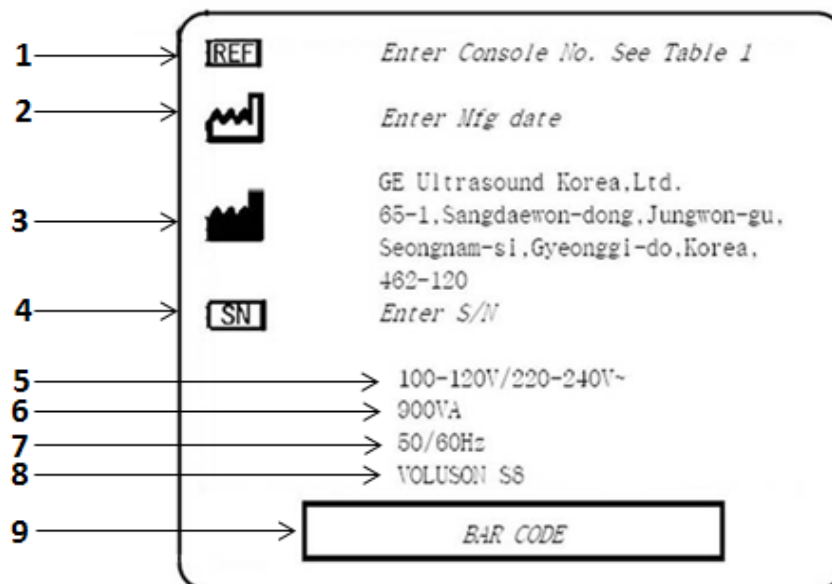 1 REF Enter Console No. See Table 1
2 Enter Mfg date
GE Ultrasound Korea,Ltd.
3 65-1,Sangdaewon-dong,Jungwon-gu,
Seongnam-si,Gyeonggi-do,Korea,
462-120
4 SN Enter S/N
5 100-120V/220-240V~
6 900VA
7 50/60Hz
8 VOLUSON S8
9 BAR CODE